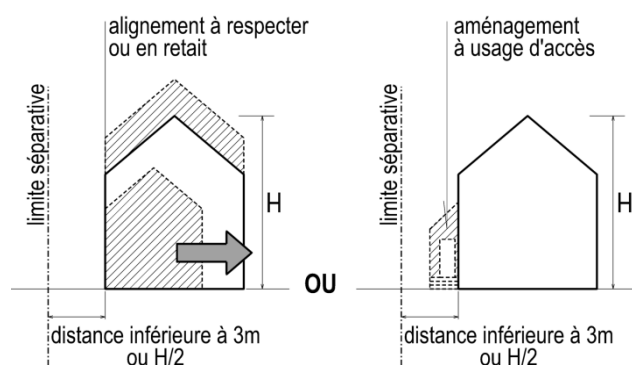 alignement à respecter
ou en retait
limite séparative
H
distance inférieure à 3m
ou H/2
OU
aménagement
à usage d'accès
limite séparative
H
distance inférieure à 3m
ou H/2